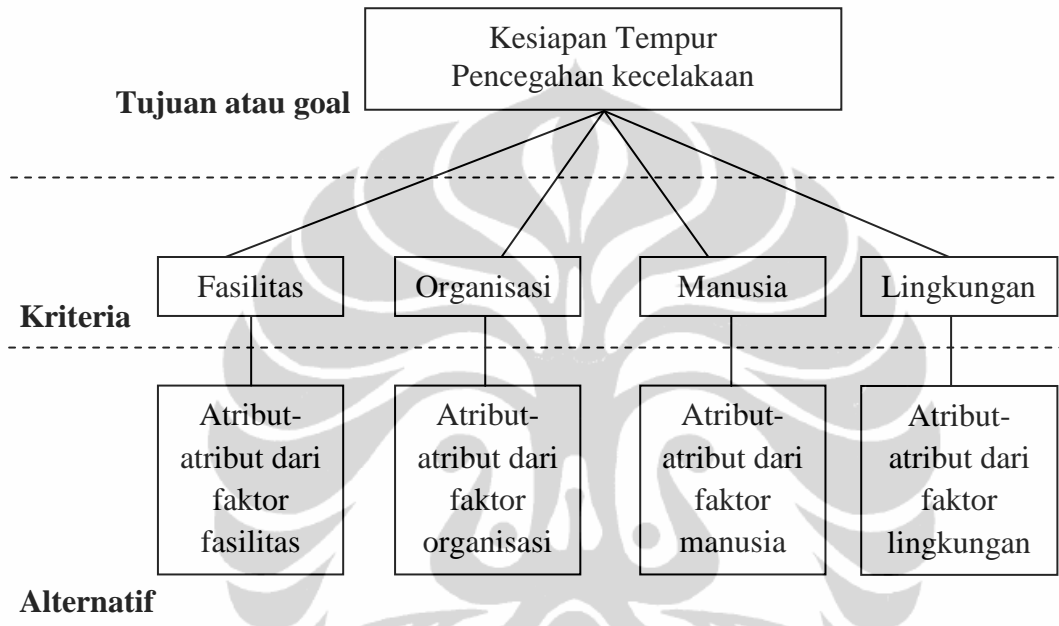 Kesiapan Tempur
Pencegahan kecelakaan
Tujuan atau goal
Fasilitas
Organisasi
Manusia
Lingkungan
Kriteria
Atribut-
atribut dari
faktor
fasilitas
Atribut-
atribut dari
faktor
organisasi
Atribut-
atribut dari
faktor
manusia
Atribut-
atribut dari
faktor
lingkungan
Alternatif